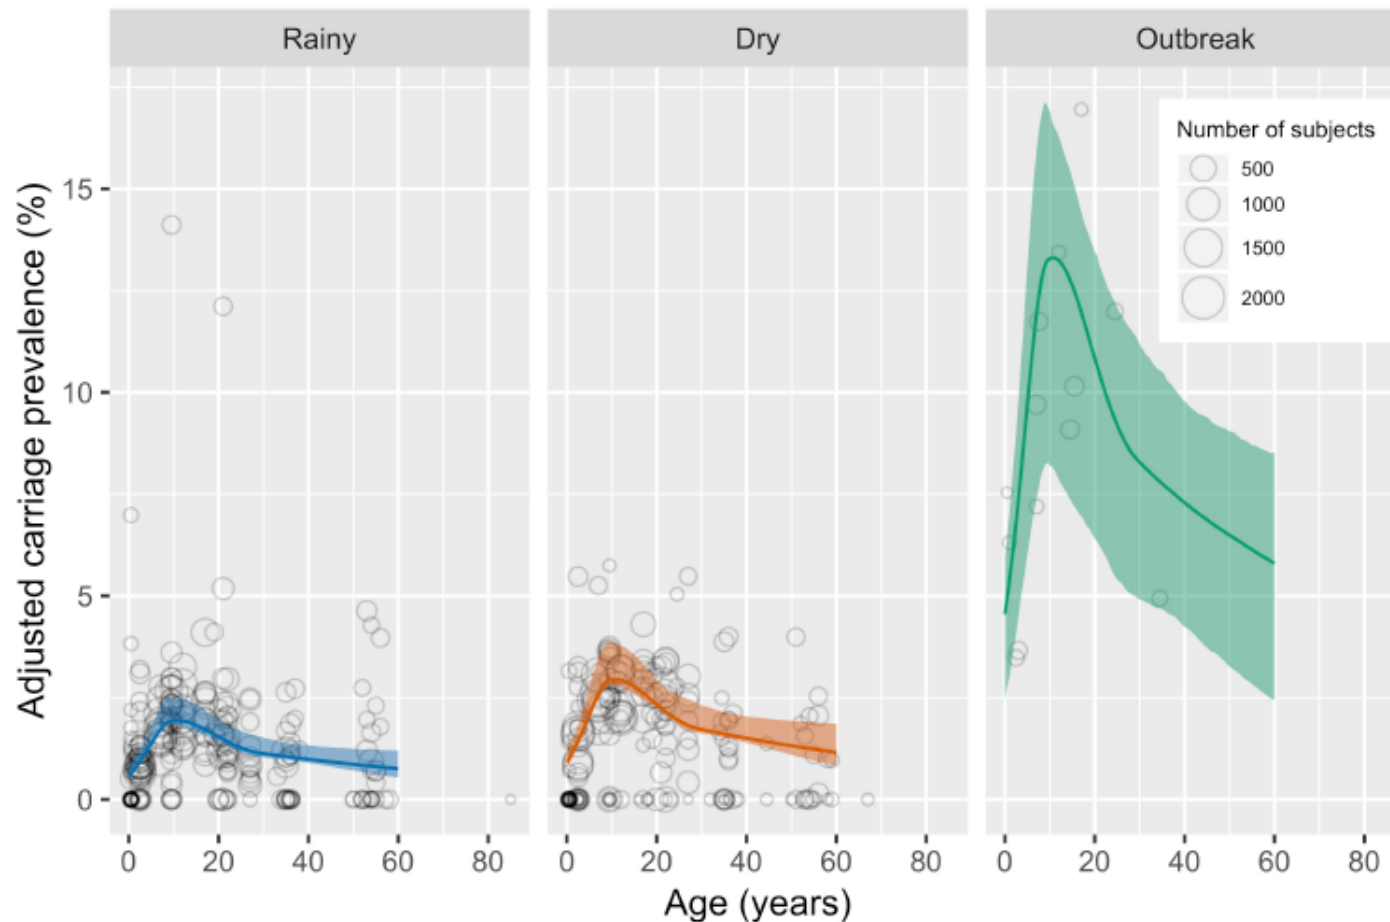 Rainy Dry Outbreak
Number of subjects
500
1000
1500
2000
Adjusted carriage prevalence (%)
15
10
5
0
0 20 40 60 80 0 20 40 60 80 0 20 40 60 80
Age (years)